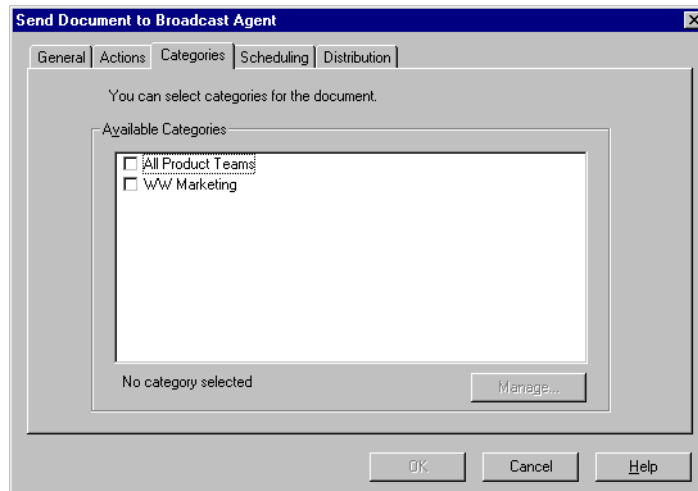 Send Document to Broadcast Agent
General Actions Categories Scheduling Distribution
You can select categories for the document.
Available Categories
All Product Teams
WW Marketing
No category selected
Manage...
OK Cancel Help